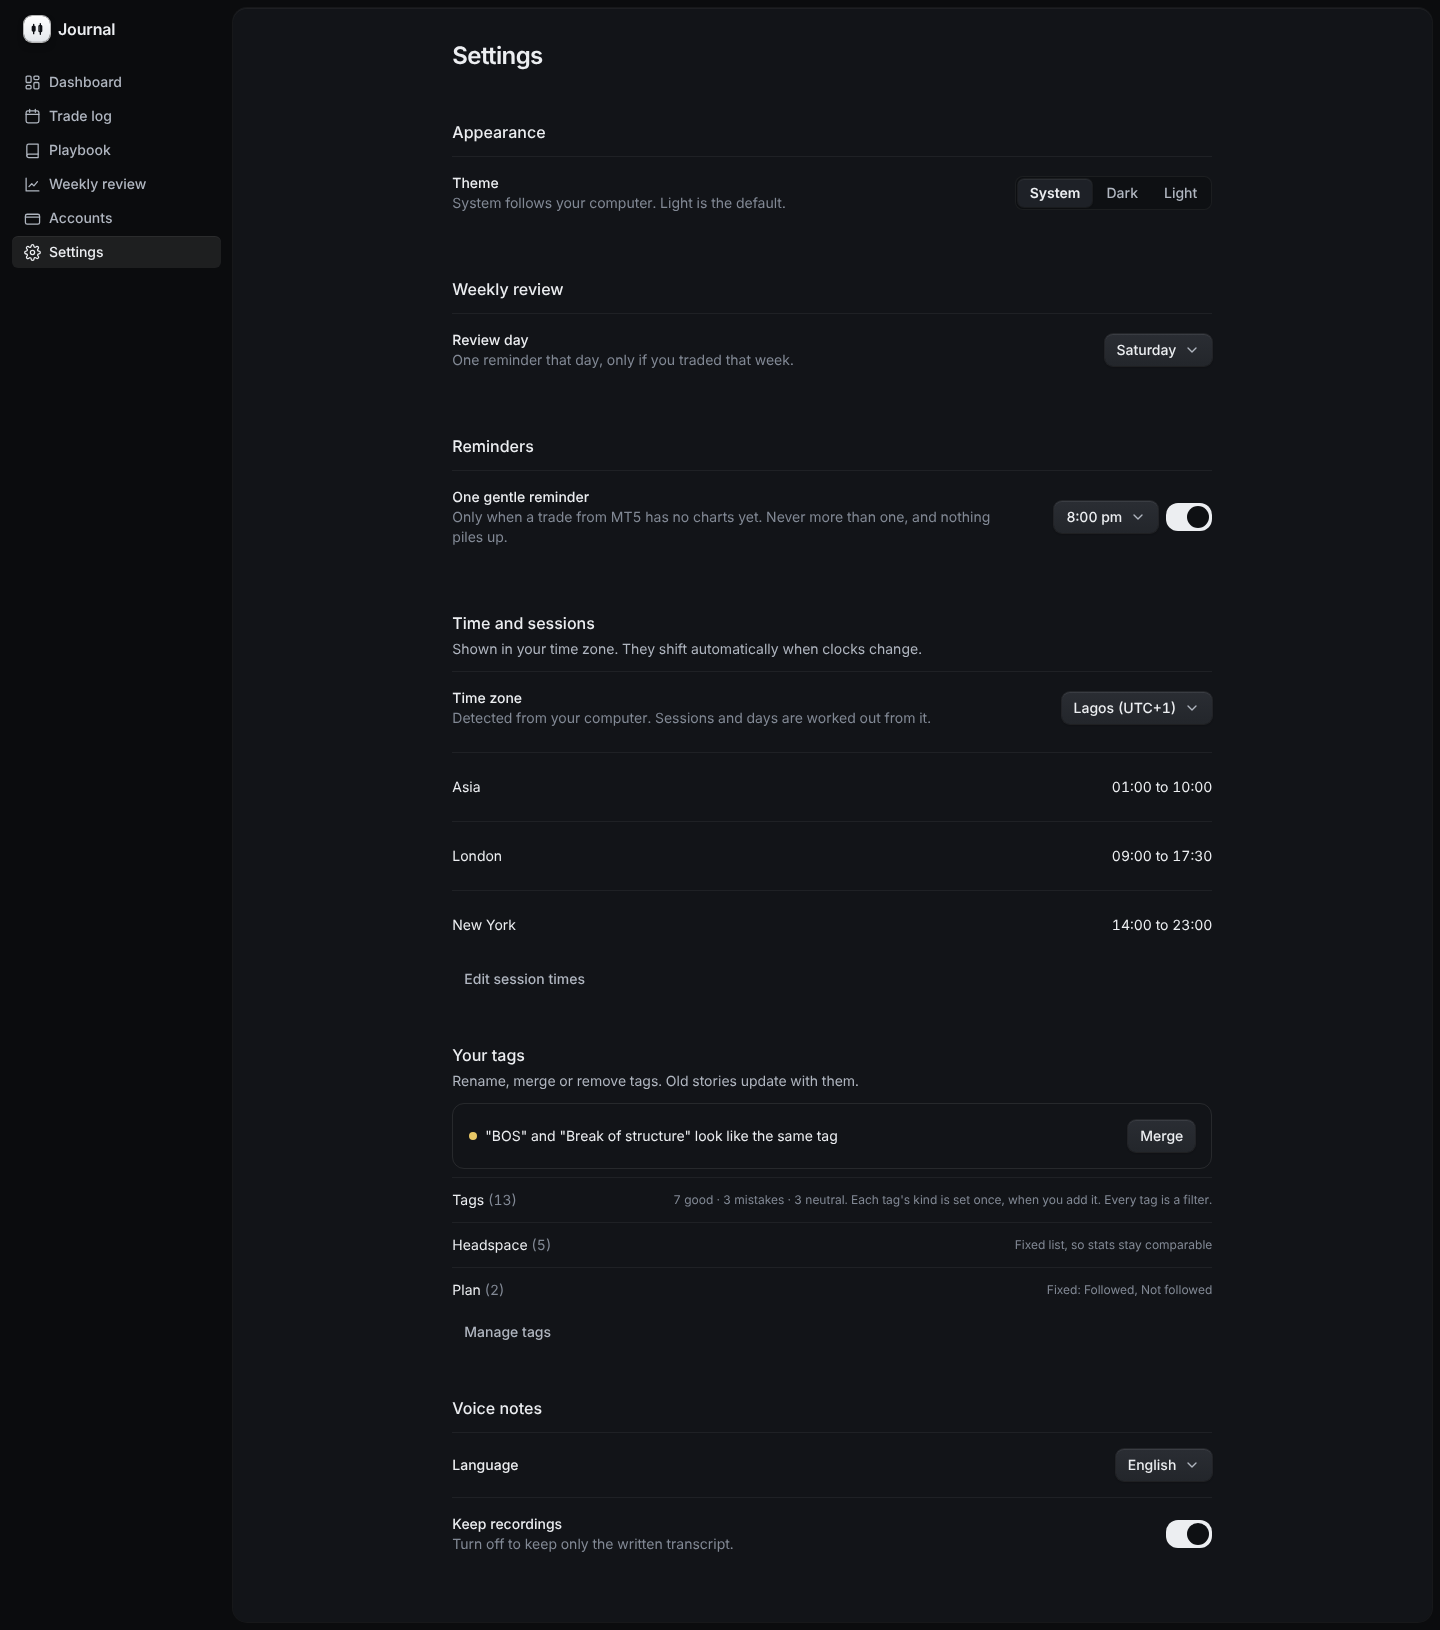 Journal
Dashboard
Trade log
Playbook
Weekly review
Accounts
Settings
Settings
Appearance
Theme
System follows your computer. Light is the default.
System Dark Light
Weekly review
Review day
One reminder that day, only if you traded that week.
Saturday
Reminders
One gentle reminder
Only when a trade from MT5 has no charts yet. Never more than one, and nothing
piles up.
8:00 pm
Time and sessions
Shown in your time zone. They shift automatically when clocks change.
Time zone
Detected from your computer. Sessions and days are worked out from it.
Lagos (UTC+1)
Asia 01:00 to 10:00
London 09:00 to 17:30
New York 14:00 to 23:00
Edit session times
Your tags
Rename, merge or remove tags. Old stories update with them.
"BOS" and "Break of structure" look like the same tag Merge
Tags (13) 7 good · 3 mistakes · 3 neutral. Each tag's kind is set once, when you add it. Every tag is a filter.
Headspace (5) Fixed list, so stats stay comparable
Plan (2) Fixed: Followed, Not followed
Manage tags
Voice notes
Language English
Keep recordings
Turn off to keep only the written transcript.